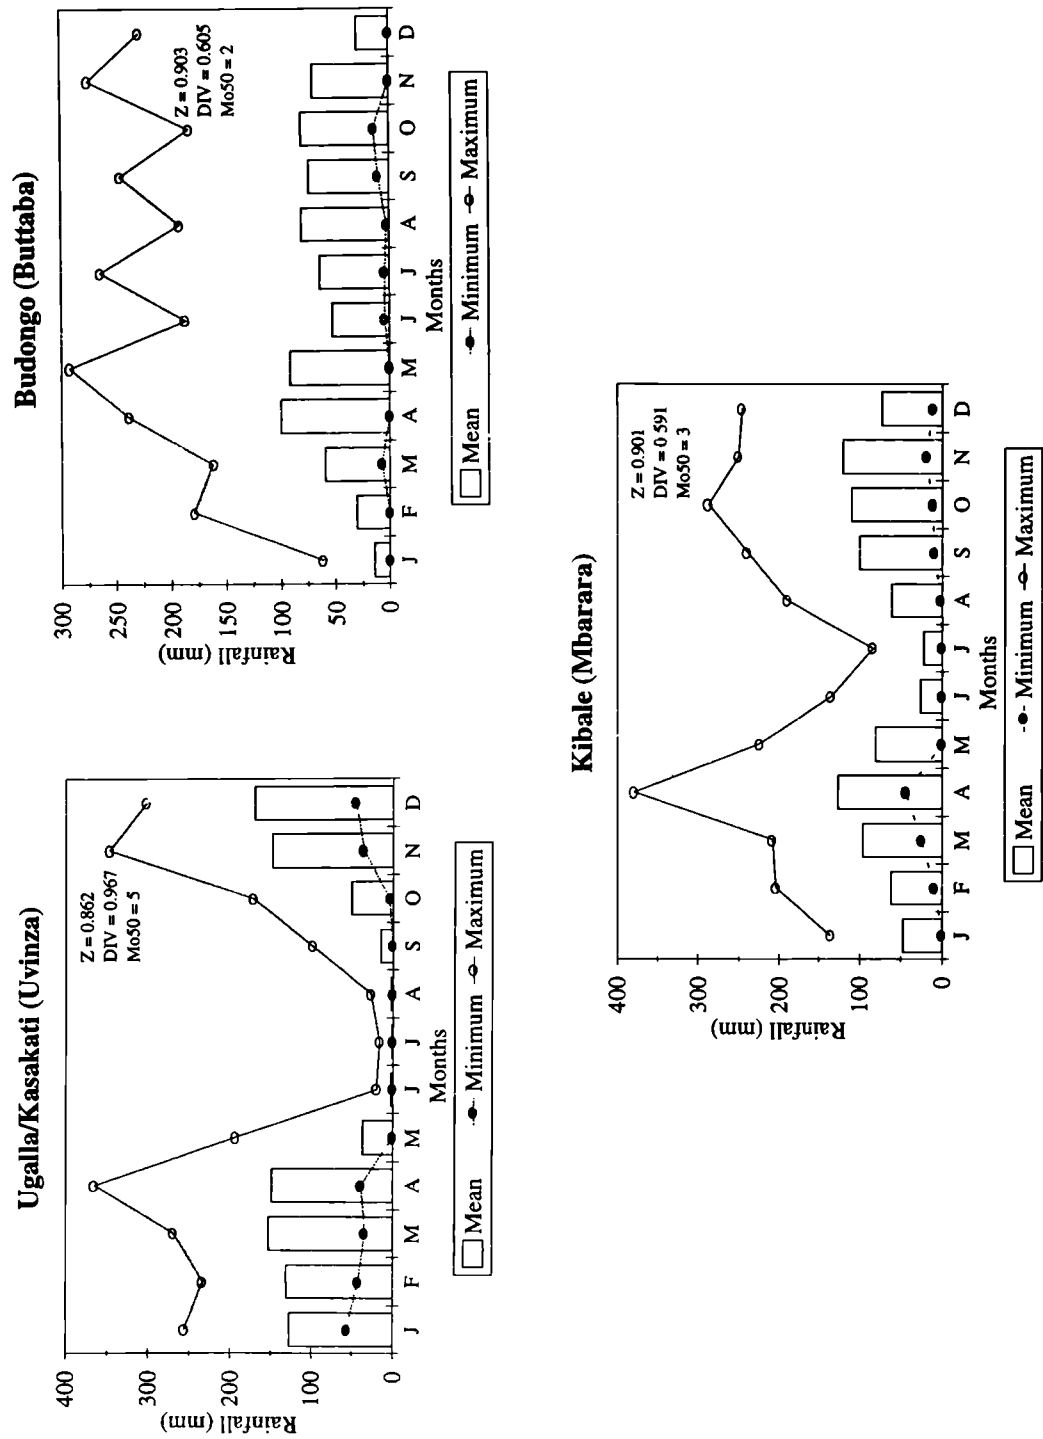 Ugalla/Kasakati (Uvinza)
Rainfall (mm)
400
300
200
100
0
Z = 0.862
DIV = 0.967
Mo50 = 5
J F M A M J J A S O N D
Months
Mean Minimum Maximum
Budongo (Buttaba)
Rainfall (mm)
300
250
200
150
100
50
0
Z = 0.903
DIV = 0.605
Mo50 = 2
J F M A M J J A S O N D
Months
Mean Minimum Maximum
Kibale (Mbarara)
Rainfall (mm)
400
300
200
100
0
Z = 0.901
DIV = 0 591
Mo50 = 3
J F M A M J J A S O N D
Months
Mean Minimum Maximum